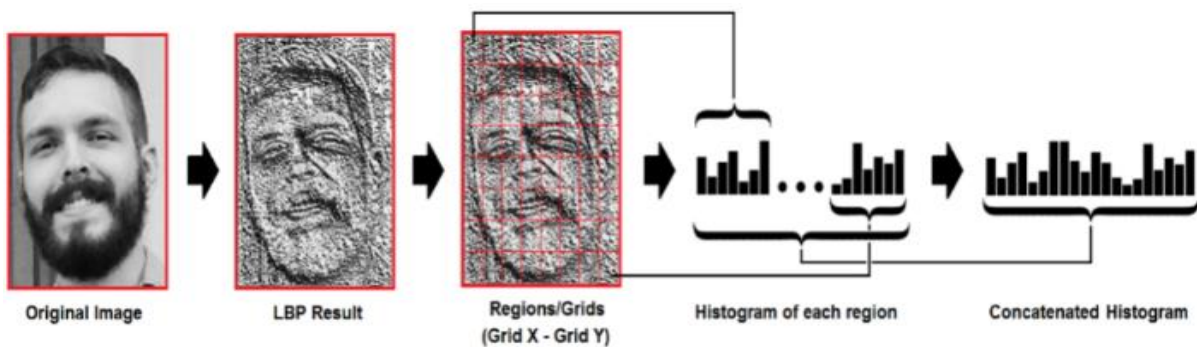 Original Image
LBP Result
Regions/Grids
(Grid X - Grid Y)
Histogram of each region
Concatenated Histogram